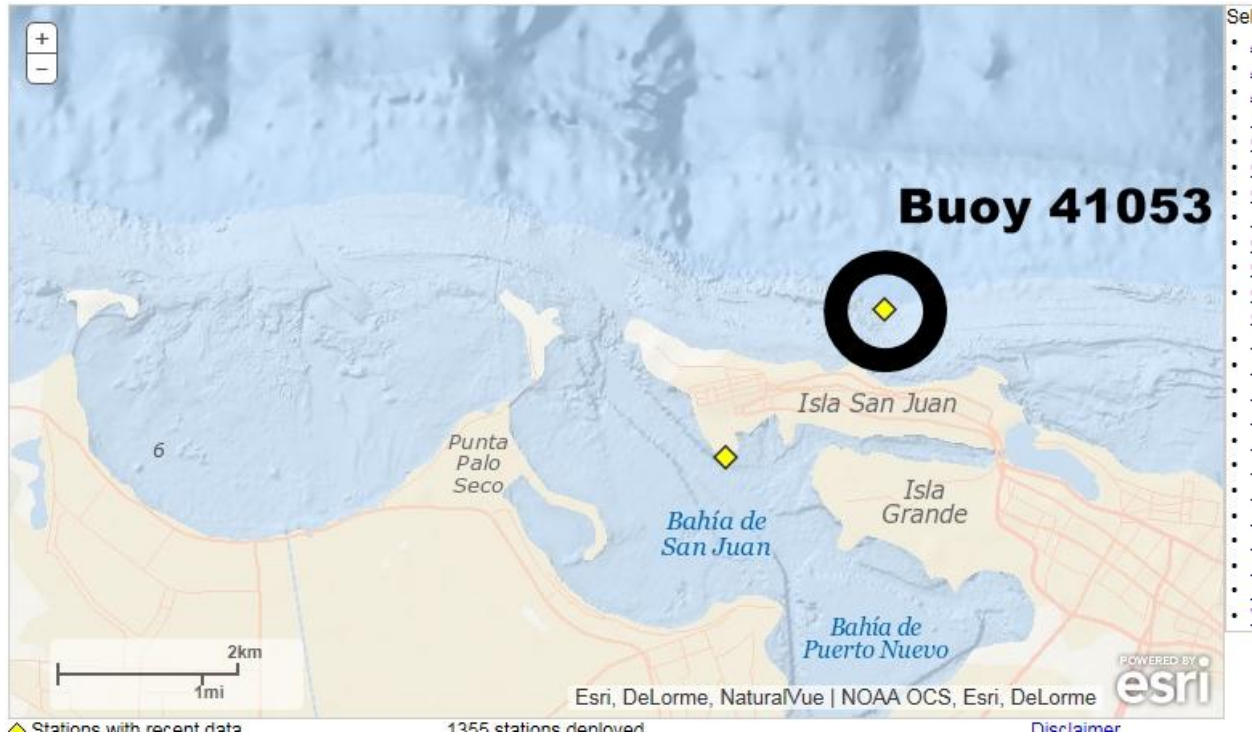 +
Sel
−
Buoy 41053
Isla San Juan
6
Punta
Palo
Seco
Isla
Grande
Bahía de
San Juan
Bahía de
Puerto Nuevo
2km
1mi
POWERED BY
esri
Esri, DeLorme, NaturalVue | NOAA OCS, Esri, DeLorme
Stations with recent data
1355 stations deployed
Disclaimer